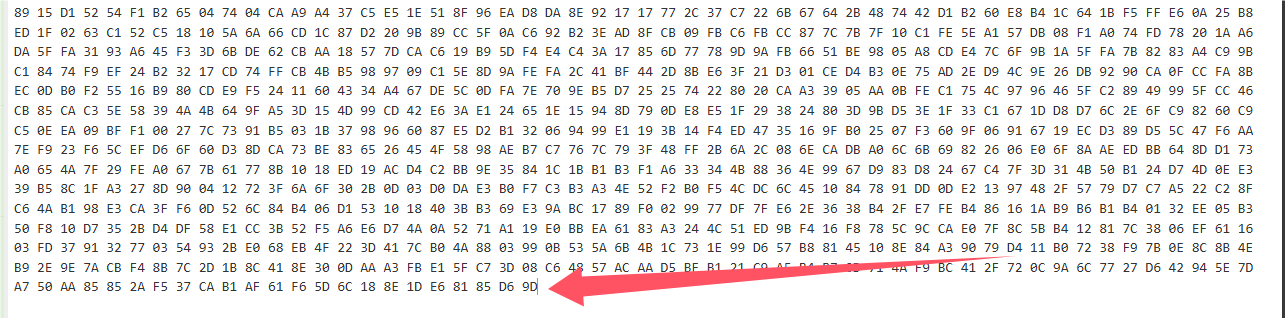 89 15 D1 52 54 F1 B2 65 04 74 04 CA A9 A4 37 C5 E5 1E 51 8F 96 EA D8 DA 8E 92 17 17 77 2C 37 C7 22 6B 67 64 2B 48 74 42 D1 B2 60 E8 B4 1C 64 1B F5 FF E6 0A 25 B8
ED 1F 02 63 C1 52 C5 18 10 5A 6A 66 CD 1C 87 D2 20 9B 89 CC 5F 0A C6 92 B2 3E AD 8F CB 09 FB C6 FB CC 87 7C 7B 7F 10 C1 FE 5E A1 57 DB 08 F1 A0 74 FD 78 20 1A A6
DA 5F FA 31 93 A6 45 F3 3D 6B DE 62 CB AA 18 57 7D CA C6 19 B9 5D F4 E4 C4 3A 17 85 6D 77 78 9D 9A FB 66 51 BE 98 05 A8 CD E4 7C 6F 9B 1A 5F FA 7B 82 83 A4 C9 9B
C1 84 74 F9 EF 24 B2 32 17 CD 74 FF CB 4B B5 98 97 09 C1 5E 8D 9A FE FA 2C 41 BF 44 2D 8B E6 3F 21 D3 01 CE D4 B3 0E 75 AD 2E D9 4C 9E 26 DB 92 90 CA 0F CC FA 8B
EC 0D B0 F2 55 16 B9 80 CD E9 F5 24 11 60 43 34 A4 67 DE 5C 0D FA 7E 70 9E B5 D7 25 25 74 22 80 20 CA A3 39 05 AA 0B FE C1 75 4C 97 96 46 5F C2 89 49 99 5F CC 46
CB 85 CA C3 5E 58 39 4A 4B 64 9F A5 3D 15 4D 99 CD 42 E6 3A E1 24 65 1E 15 94 8D 79 0D E8 E5 1F 29 38 24 80 3D 9B D5 3E 1F 33 C1 67 1D D8 D7 6C 2E 6F C9 82 60 C9
C5 0E EA 09 BF F1 00 27 7C 73 91 B5 03 1B 37 98 96 60 87 E5 D2 B1 32 06 94 99 E1 19 3B 14 F4 ED 47 35 16 9F B0 25 07 F3 60 9F 06 91 67 19 EC D3 89 D5 5C 47 F6 AA
7E F9 23 F6 5C EF D6 6F 60 D3 8D CA 73 BE 83 65 26 45 4F 58 98 AE B7 C7 76 7C 79 3F 48 FF 2B 6A 2C 08 6E CA DB A0 6C 6B 69 82 26 06 E0 6F 8A AE ED BB 64 8D D1 73
A0 65 4A 7F 29 FE A0 67 7B 61 77 8B 10 18 ED 19 AC D4 C2 BB 9E 35 84 1C 1B B1 B3 F1 A6 33 34 4B 88 36 4E 99 67 D9 83 D8 24 67 C4 7F 3D 31 4B 50 B1 24 D7 4D 0E E3
39 B5 8C 1F A3 27 8D 90 04 12 72 3F 6A 6F 30 2B 0D 03 D0 DA E3 B0 F7 C3 B3 A3 4E 52 F2 B0 F5 4C DC 6C 45 10 84 78 91 DD 0D E2 13 97 48 2F 57 79 D7 C7 A5 22 C2 8F
C6 4A B1 98 E3 CA 3F F6 0D 52 6C 84 B4 06 D1 53 10 18 40 3B B3 69 E3 9A BC 17 89 F0 02 99 77 DF 7F E6 2E 36 38 B4 2F E7 FE B4 86 16 1A B9 B6 B1 B4 01 32 EE 05 B3
50 F8 10 D7 35 2B D4 DF 58 E1 CC 3B 52 F5 A6 E6 D7 4A 0A 52 71 A1 19 E0 BB EA 61 83 A3 24 4C 51 ED 9B F4 16 F8 78 5C 9C CA E0 7F 8C 5B B4 12 81 7C 38 06 EF 61 16
03 FD 37 91 32 77 03 54 93 2B E0 68 EB 4F 22 3D 41 7C B0 4A 88 03 99 0B 53 5A 6B 4B 1C 73 1E 99 D6 57 B8 81 45 10 8E 84 A3 90 79 D4 11 B0 72 38 F9 7B 0E 8C 8B 4E
B9 2E 9E 7A CB F4 8B 7C 2D 1B 8C 41 8E 30 0D AA A3 FB E1 5F C7 3D 08 C6 48 57 AC AA D5 BF B1 21 C9 4A F9 BC 41 2F 72 0C 9A 6C 77 27 D6 42 94 5E 7D
A7 50 AA 85 85 2A F5 37 CA B1 AF 61 F6 5D 6C 18 8E 1D E6 81 85 D6 9D